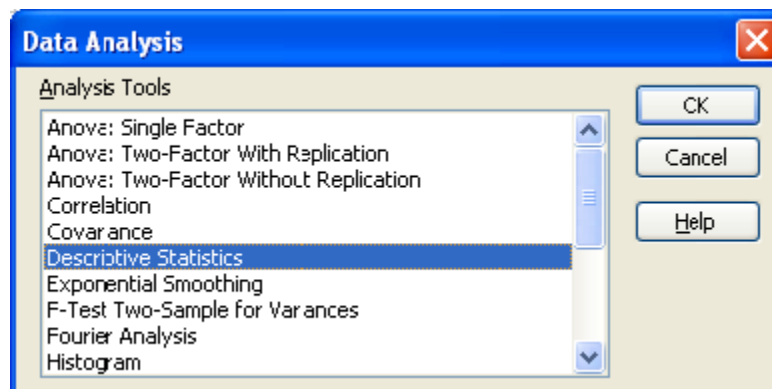 Data Analysis
Analysis Tools
Anova: Single Factor
Anova: Two-Factor With Replication
Anova: Two-Factor Without Replication
Correlation
Covariance
Descriptive Statistics
Exponential Smoothing
F-Test Two-Sample for Variances
Fourier Analysis
Histogram
OK
Cancel
Help